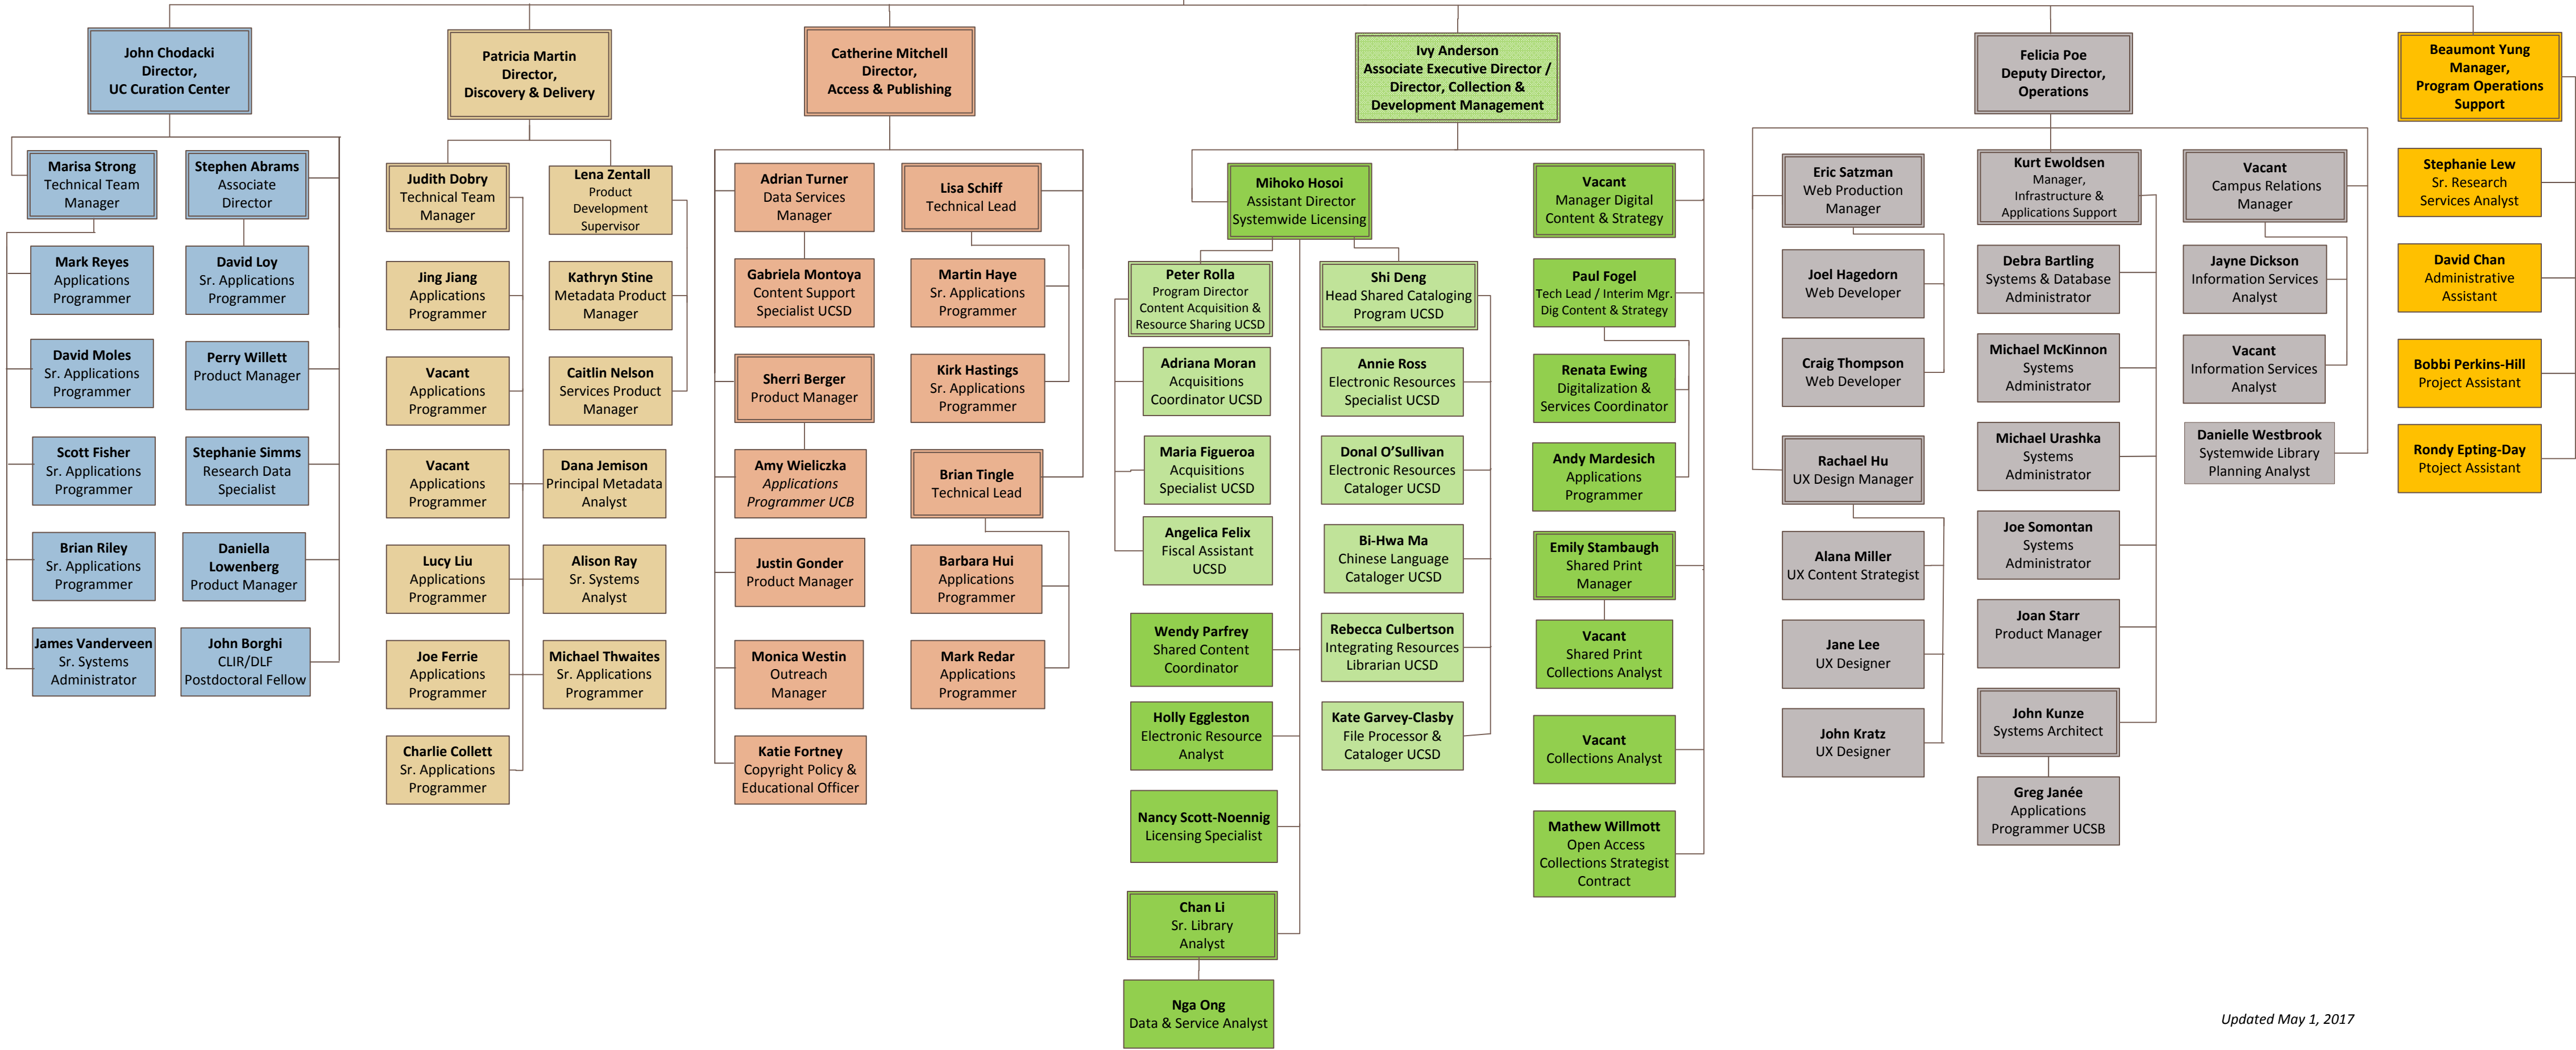 John Chodacki
Director,
UC Curation Center
Marisa Strong
Technical Team
Manager
Mark Reyes
Applications
Programmer
David Moles
Sr. Applications
Programmer
Scott Fisher
Sr. Applications
Programmer
Brian Riley
Sr. Applications
Programmer
James Vanderveen
Sr. Systems
Administrator
Stephen Abrams
Associate
Director
David Loy
Sr. Applications
Programmer
Perry Willett
Product Manager
Stephanie Simms
Research Data
Specialist
Daniella
Lowenberg
Product Manager
John Borghi
CLIR/DLF
Postdoctoral Fellow
Patricia Martin
Director,
Discovery & Delivery
Judith Dobry
Technical Team
Manager
Jing Jiang
Applications
Programmer
Vacant
Applications
Programmer
Vacant
Applications
Programmer
Lucy Liu
Applications
Programmer
Joe Ferrie
Applications
Programmer
Charlie Collett
Sr. Applications
Programmer
Lena Zentall
Product
Development
Supervisor
Kathryn Stine
Metadata Product
Manager
Caitlin Nelson
Services Product
Manager
Dana Jemison
Principal Metadata
Analyst
Alison Ray
Sr. Systems
Analyst
Michael Thwaites
Sr. Applications
Programmer
Catherine Mitchell
Director,
Access & Publishing
Adrian Turner
Data Services
Manager
Gabriela Montoya
Content Support
Specialist UCSD
Sherri Berger
Product Manager
Amy Wieliczka
Applications
Programmer UCB
Justin Gonder
Product Manager
Monica Westin
Outreach
Manager
Katie Fortney
Copyright Policy &
Educational Officer
Lisa Schiff
Technical Lead
Martin Haye
Sr. Applications
Programmer
Kirk Hastings
Sr. Applications
Programmer
Brian Tingle
Technical Lead
Barbara Hui
Applications
Programmer
Mark Redar
Applications
Programmer
Ivy Anderson
Associate Executive Director /
Director, Collection &
Development Management
Mihoko Hosoi
Assistant Director
Systemwide Licensing
Peter Rolla
Program Director
Content Acquisition &
Resource Sharing UCSD
Adriana Moran
Acquisitions
Coordinator UCSD
Maria Figueroa
Acquisitions
Specialist UCSD
Angelica Felix
Fiscal Assistant
UCSD
Wendy Parfrey
Shared Content
Coordinator
Holly Eggleston
Electronic Resource
Analyst
Nancy Scott-Noennig
Licensing Specialist
Chan Li
Sr. Library
Analyst
Nga Ong
Data & Service Analyst
Shi Deng
Head Shared Cataloging
Program UCSD
Annie Ross
Electronic Resources
Specialist UCSD
Donal O’Sullivan
Electronic Resources
Cataloger UCSD
Bi-Hwa Ma
Chinese Language
Cataloger UCSD
Rebecca Culbertson
Integrating Resources
Librarian UCSD
Kate Garvey-Clasby
File Processor &
Cataloger UCSD
Vacant
Manager Digital
Content & Strategy
Paul Fogel
Tech Lead / Interim Mgr.
Dig Content & Strategy
Renata Ewing
Digitalization &
Services Coordinator
Andy Mardesich
Applications
Programmer
Emily Stambaugh
Shared Print
Manager
Vacant
Shared Print
Collections Analyst
Vacant
Collections Analyst
Mathew Willmott
Open Access
Collections Strategist
Contract
Felicia Poe
Deputy Director,
Operations
Eric Satzman
Web Production
Manager
Joel Hagedorn
Web Developer
Craig Thompson
Web Developer
Rachael Hu
UX Design Manager
Alana Miller
UX Content Strategist
Jane Lee
UX Designer
John Kratz
UX Designer
Kurt Ewoldsen
Manager,
Infrastructure &
Applications Support
Debra Bartling
Systems & Database
Administrator
Michael McKinnon
Systems
Administrator
Michael Urashka
Systems
Administrator
Joe Somontan
Systems
Administrator
Joan Starr
Product Manager
John Kunze
Systems Architect
Greg Janée
Applications
Programmer UCSB
Vacant
Campus Relations
Manager
Jayne Dickson
Information Services
Analyst
Vacant
Information Services
Analyst
Danielle Westbrook
Systemwide Library
Planning Analyst
Beaumont Yung
Manager,
Program Operations
Support
Stephanie Lew
Sr. Research
Services Analyst
David Chan
Administrative
Assistant
Bobbi Perkins-Hill
Project Assistant
Rondy Epting-Day
Ptoject Assistant
Updated May 1, 2017